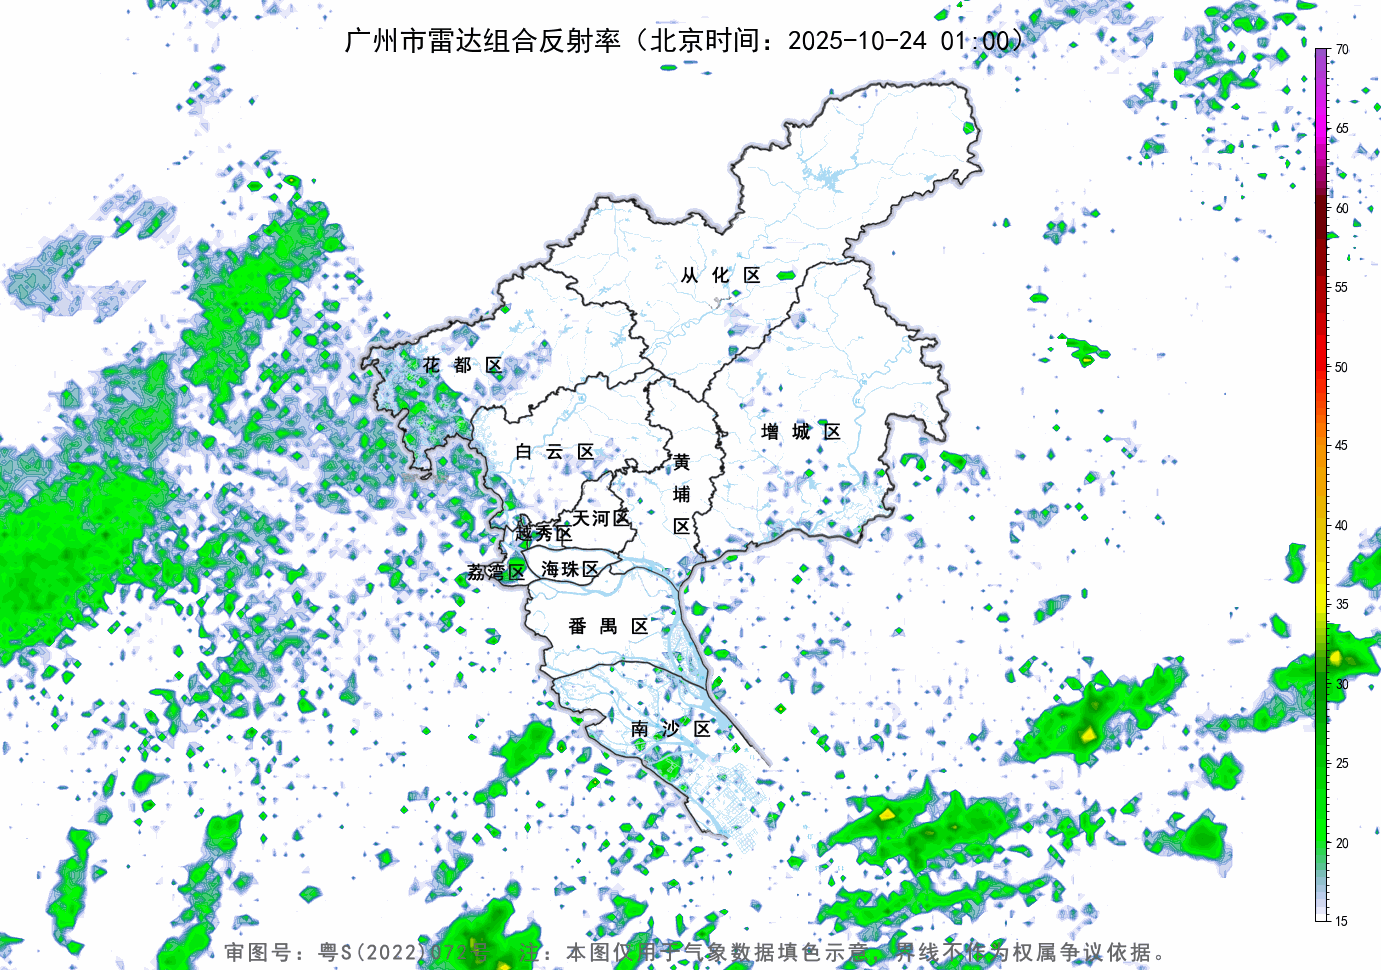 广州市雷达组合反射率（北京时间：2025-10-24 01:00）
70
65
60
55
50
45
40
35
30
25
20
15
从化区
花都区
增城区
白云区
黄埔区
天河区
越秀区
荔湾区
海珠区
番禺区
南沙区
审图号：粤S(2022)072号 注：本图仅用于气象数据填色示意，界线不作为权属争议依据。